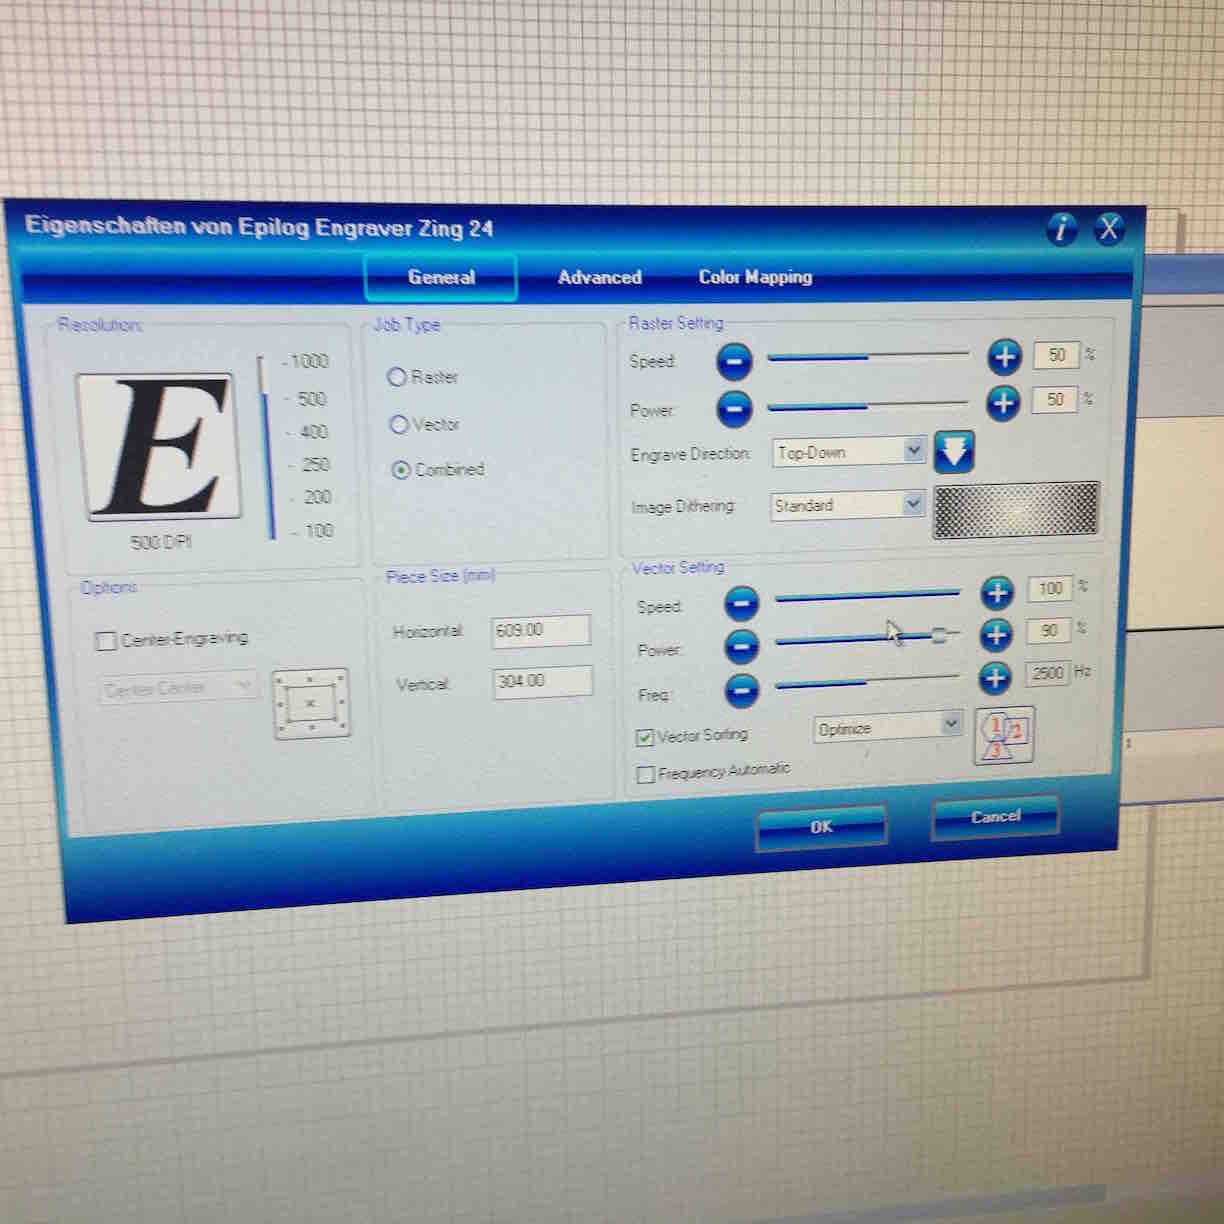 Eigenschaften von Epilog Engraver Zing 24
i X
General Advanced Color Mapping
Resolution:
E
500 DPI
- 1000
- 500
- 400
- 250
- 200
- 100
Job Type
Raster
Vector
Combined
Raster Setting
Speed: 50 %
Power: 50 %
Engrave Direction: Top-Down
Image Dithering: Standard
Options
Center-Engraving
Center-Center
Piece Size (mm)
Horizontal: 609.00
Vertical: 304.00
Vector Setting
Speed: 100 %
Power: 90 %
Freq.: 2500 Hz
Vector Sorting Optimize
1 2
3
Frequency Automatic
OK Cancel
1